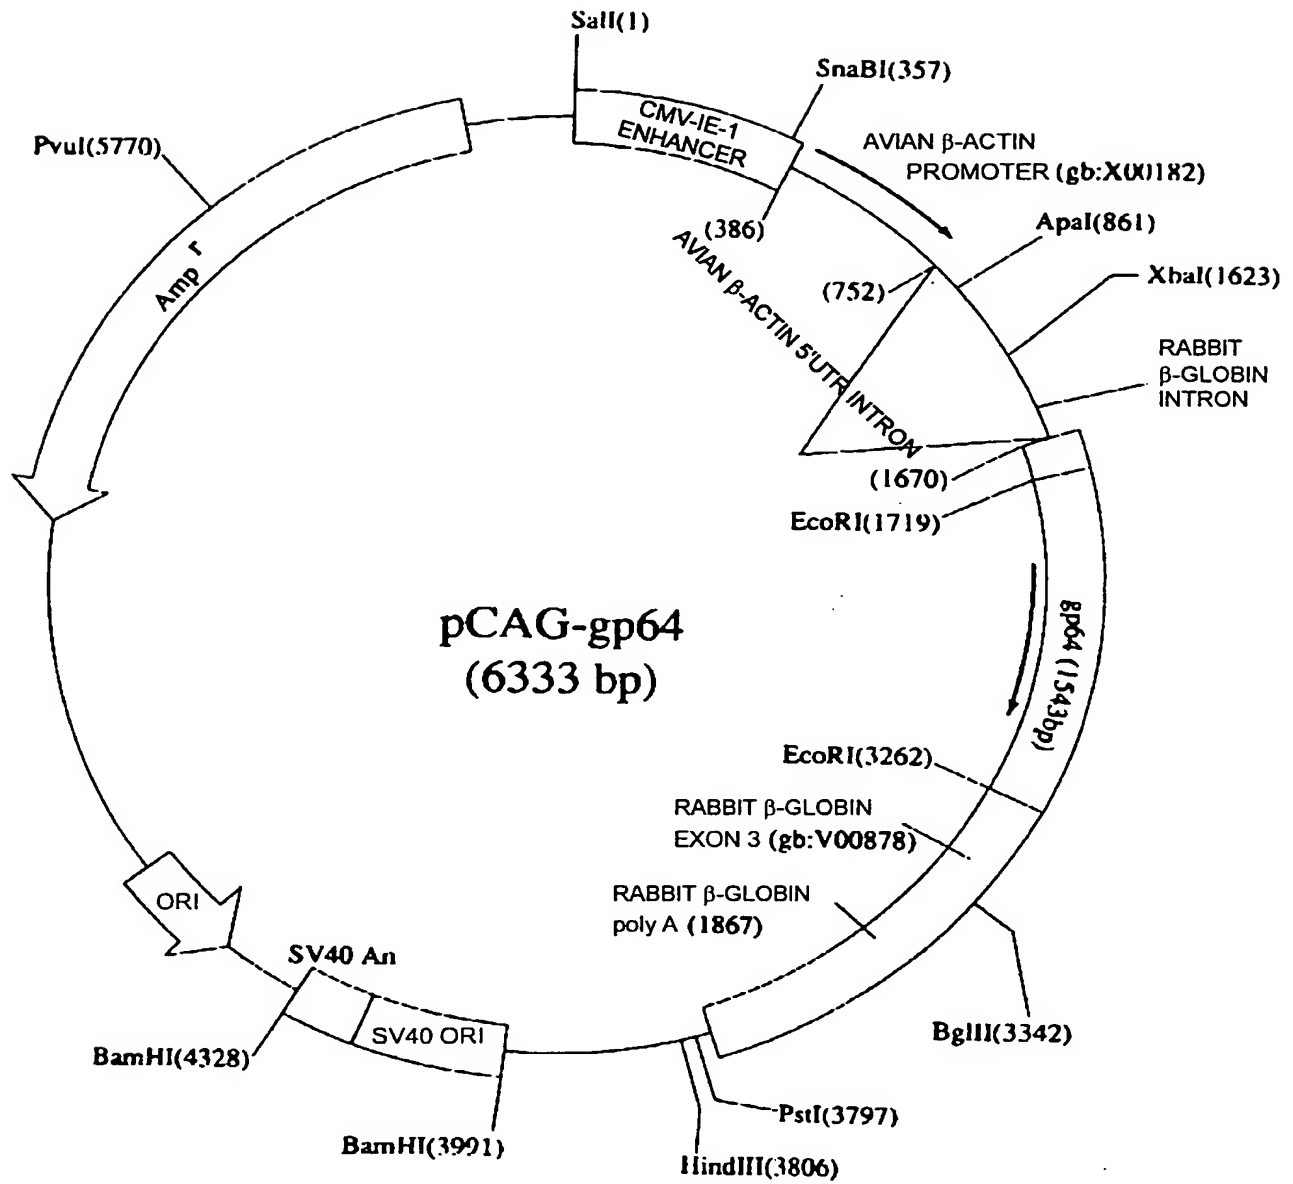 SalI(1)
SnaBI(357)
CMV-IE-1
ENHANCER
AVIAN β-ACTIN
PROMOTER (gb:X00182)
PvuI(5770)
(386)
ApaI(861)
AVIAN β-ACTIN 5'UTR INTRON
(752)
XbaI(1623)
Amp r
RABBIT
β-GLOBIN
INTRON
(1670)
EcoRI(1719)
pCAG-gp64
(6333 bp)
gp64 (1543bp)
EcoRI(3262)
RABBIT β-GLOBIN
EXON 3 (gb:V00878)
RABBIT β-GLOBIN
poly A (1867)
ORI
SV40 An
SV40 ORI
BglII(3342)
BamHI(4328)
PstI(3797)
BamHI(3991)
HindIII(3806)